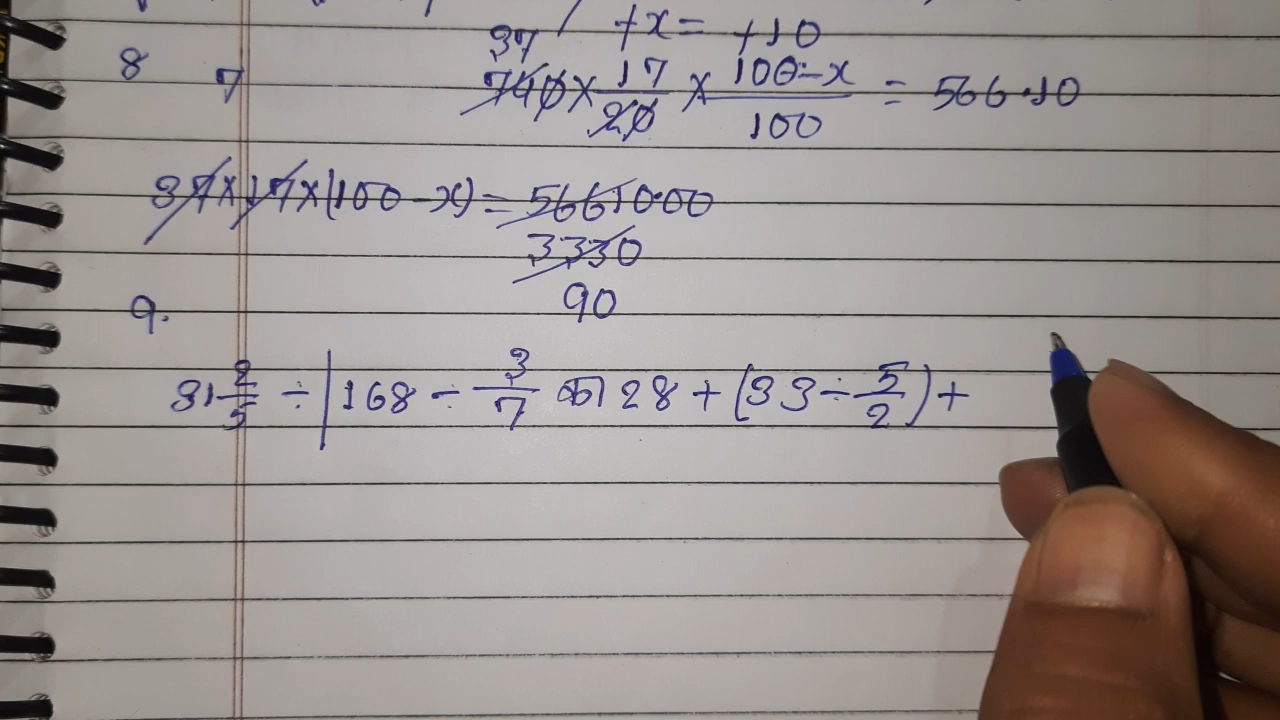 +x = +10
37
8 7 740 × 17/20 × 100-x/100 = 566.10
37 × 17 × (100 - x) = 56610.00
3330
90
9.
31 2/5 ÷ |168 ÷ 3/7 का 28 + (33 ÷ 5/2) +